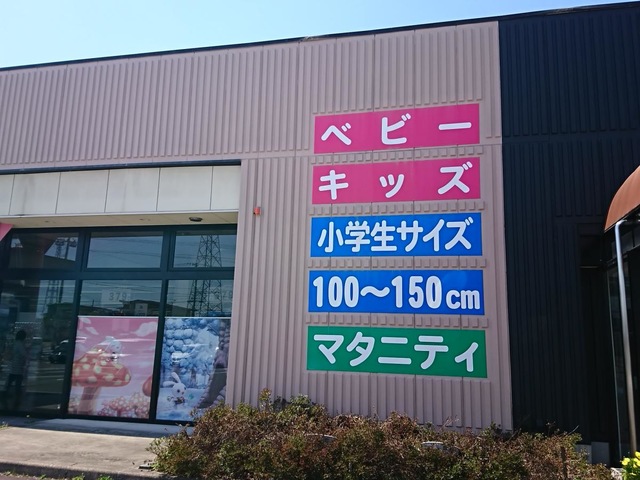 ベビー
キッズ
小学生サイズ
100〜150cm
マタニティ